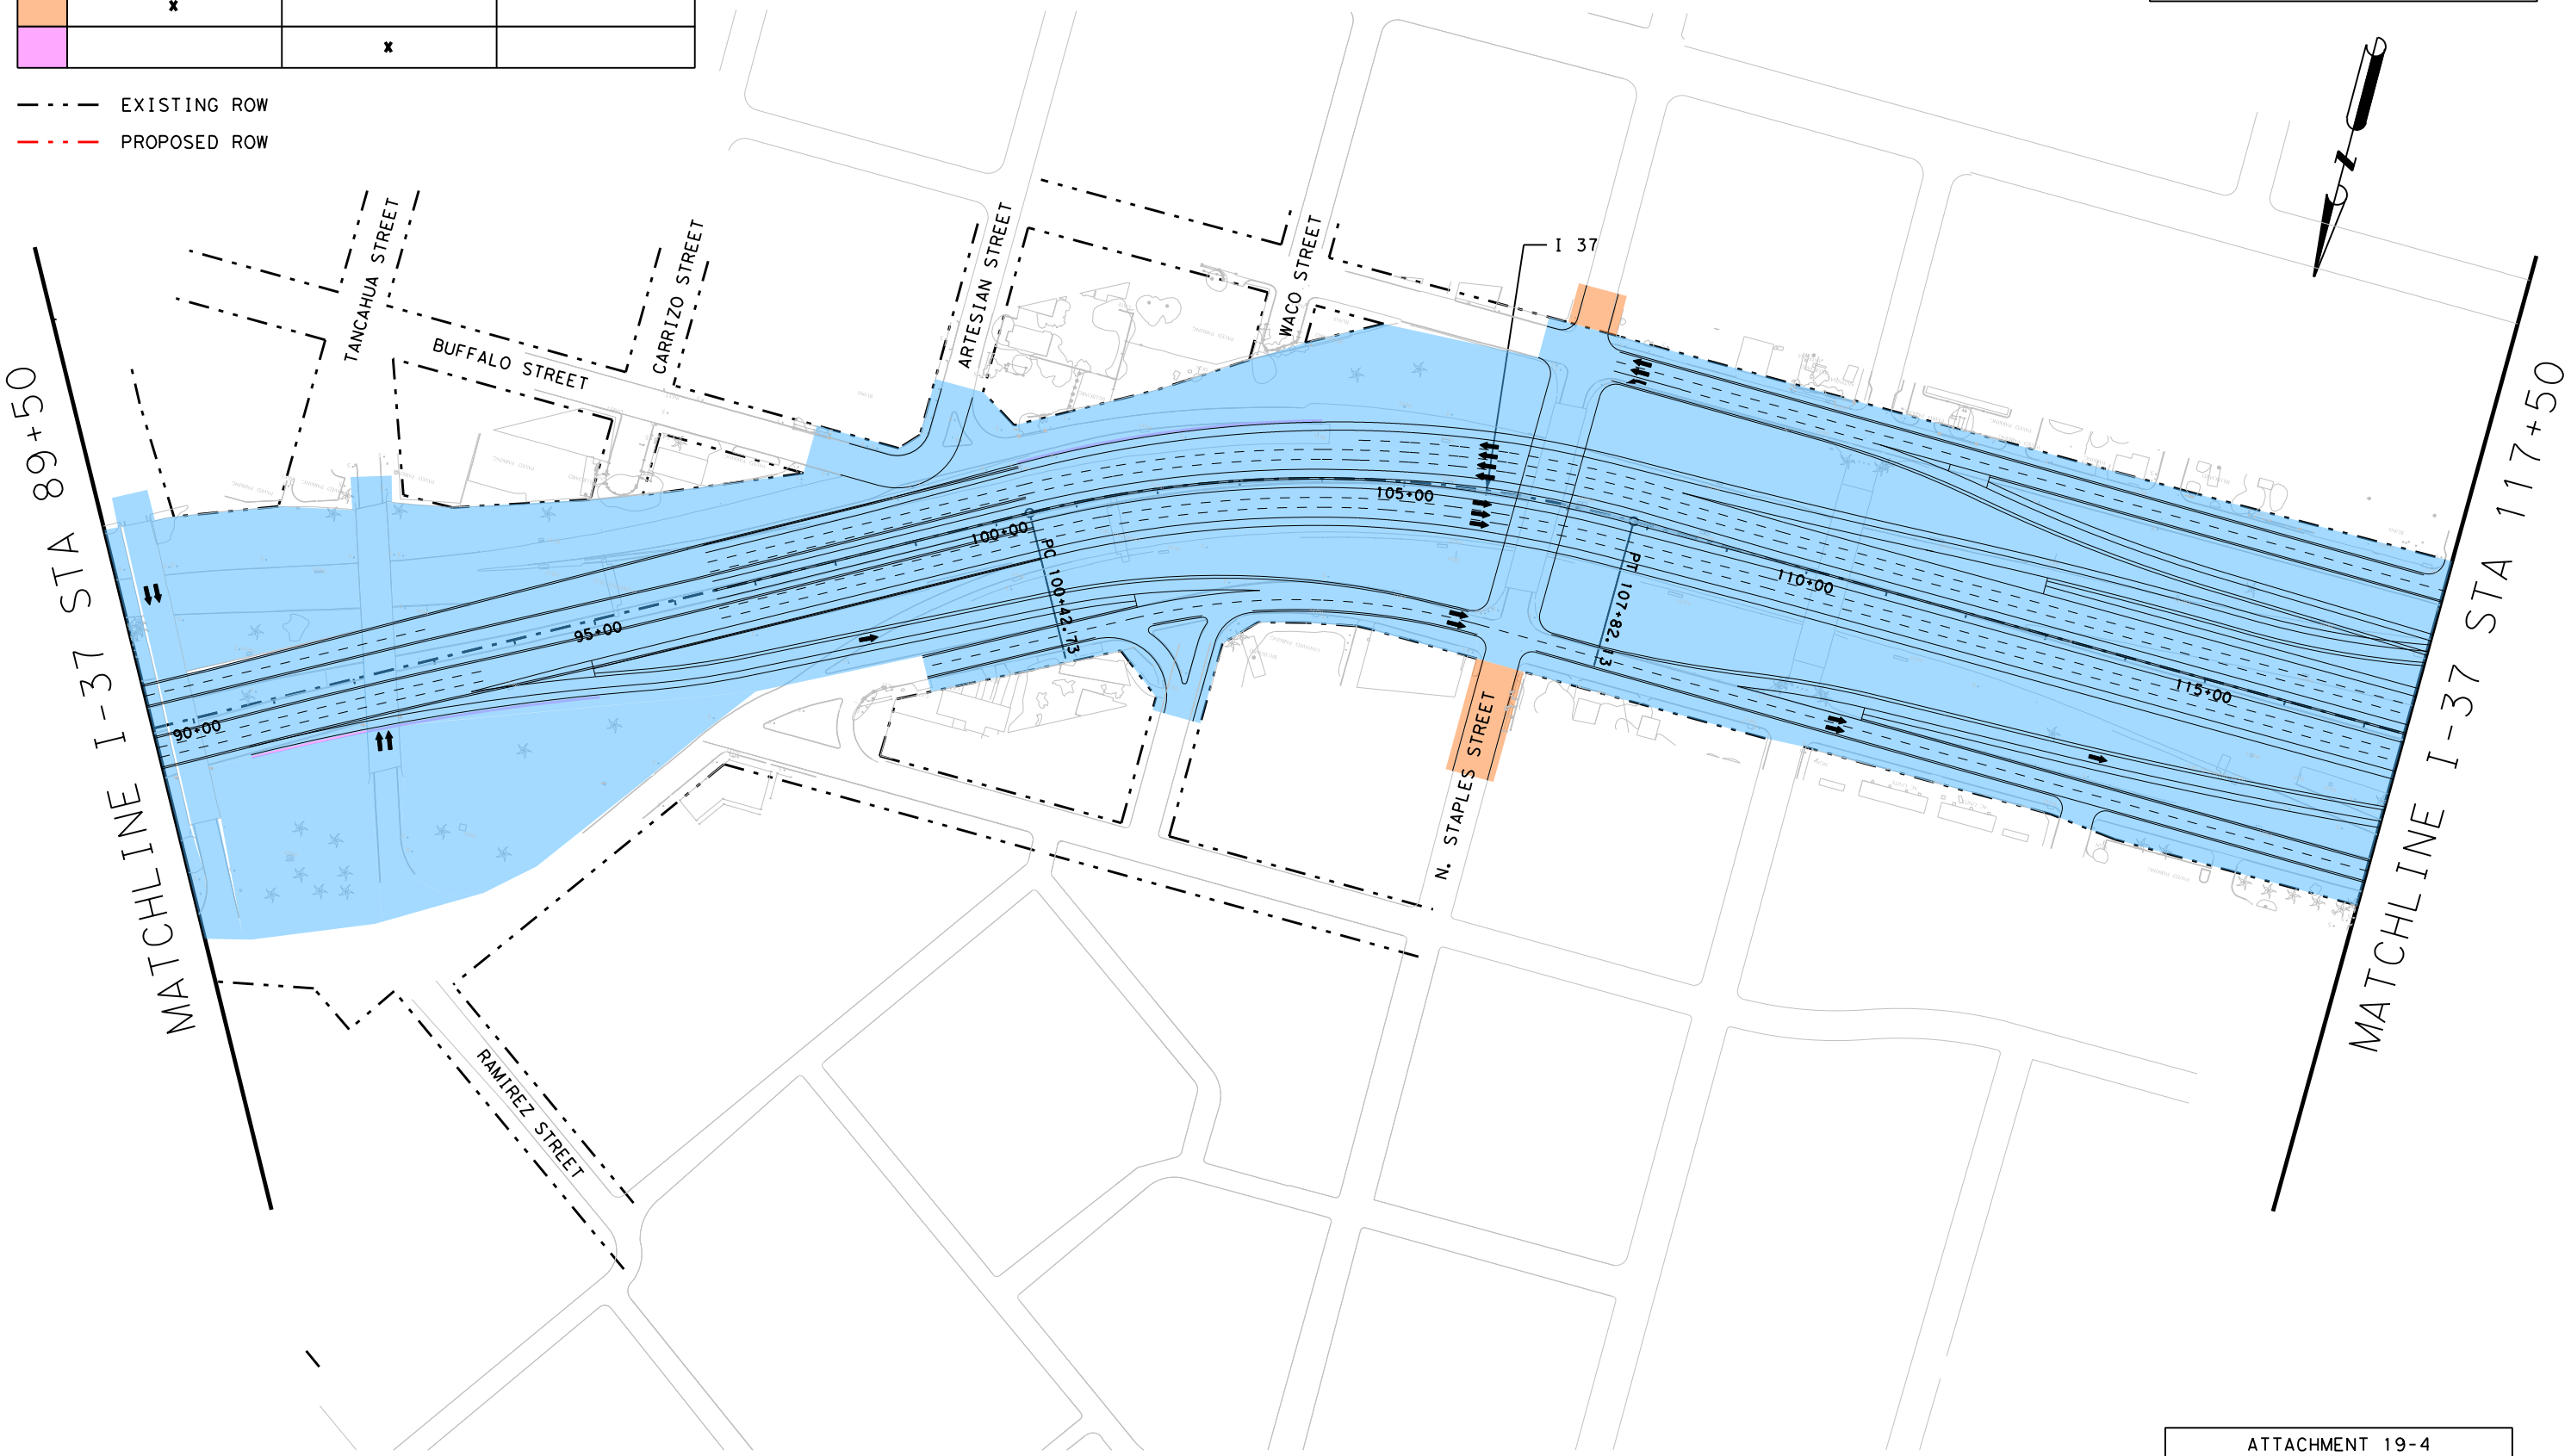 x
x
EXISTING ROW
PROPOSED ROW
TANCAHUA STREET
BUFFALO STREET
CARRIZO STREET
ARTESIAN STREET
WACO STREET
I 37
N
MATCHLINE I-37 STA 89+50
90+00
95+00
100+00
PC 100+42.73
105+00
PT 107+82.13
110+00
115+00
MATCHLINE I-37 STA 117+50
N. STAPLES STREET
RAMIREZ STREET
ATTACHMENT 19-4